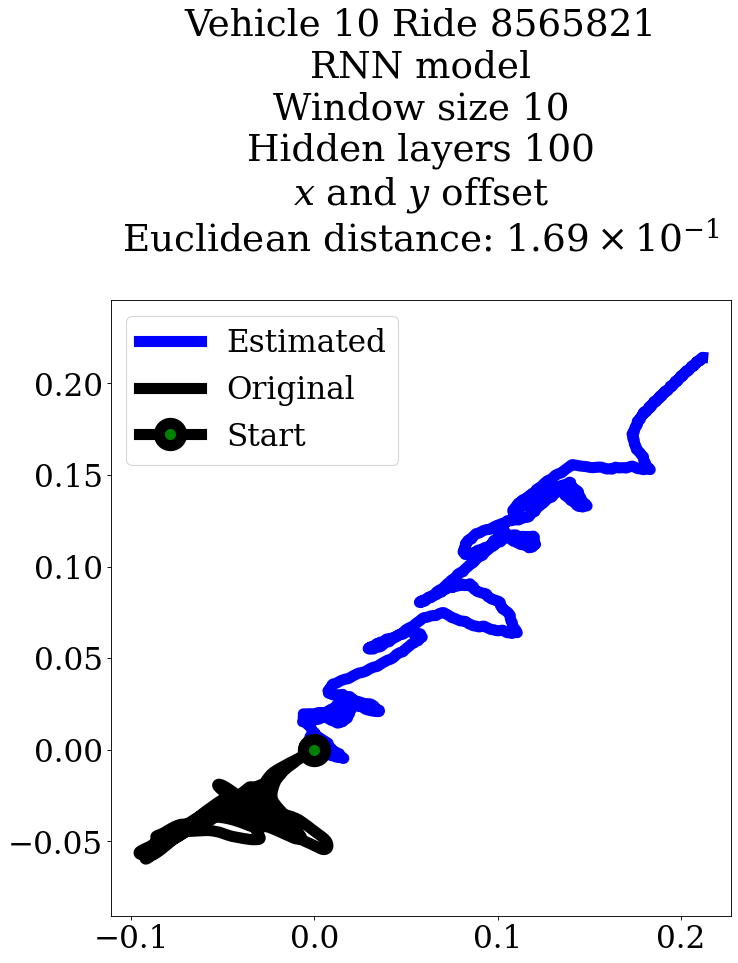 Vehicle 10 Ride 8565821
RNN model
Window size 10
Hidden layers 100
x and y offset
Euclidean distance: 1.69 × 10⁻¹
Estimated
Original
Start
0.20
0.15
0.10
0.05
0.00
−0.05
−0.1 0.0 0.1 0.2